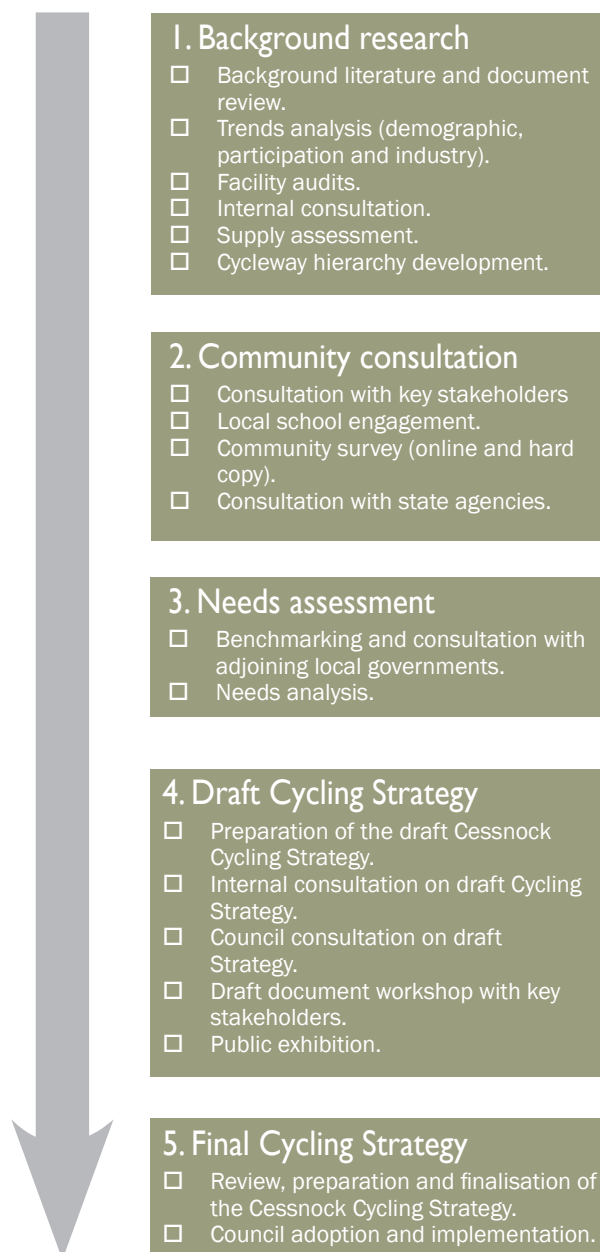 1. Background research
☐ Background literature and document
review.
☐ Trends analysis (demographic,
participation and industry).
☐ Facility audits.
☐ Internal consultation.
☐ Supply assessment.
☐ Cycleway hierarchy development.
2. Community consultation
☐ Consultation with key stakeholders
☐ Local school engagement.
☐ Community survey (online and hard
copy).
☐ Consultation with state agencies.
3. Needs assessment
☐ Benchmarking and consultation with
adjoining local governments.
☐ Needs analysis.
4. Draft Cycling Strategy
☐ Preparation of the draft Cessnock
Cycling Strategy.
☐ Internal consultation on draft Cycling
Strategy.
☐ Council consultation on draft
Strategy.
☐ Draft document workshop with key
stakeholders.
☐ Public exhibition.
5. Final Cycling Strategy
☐ Review, preparation and finalisation of
the Cessnock Cycling Strategy.
☐ Council adoption and implementation.